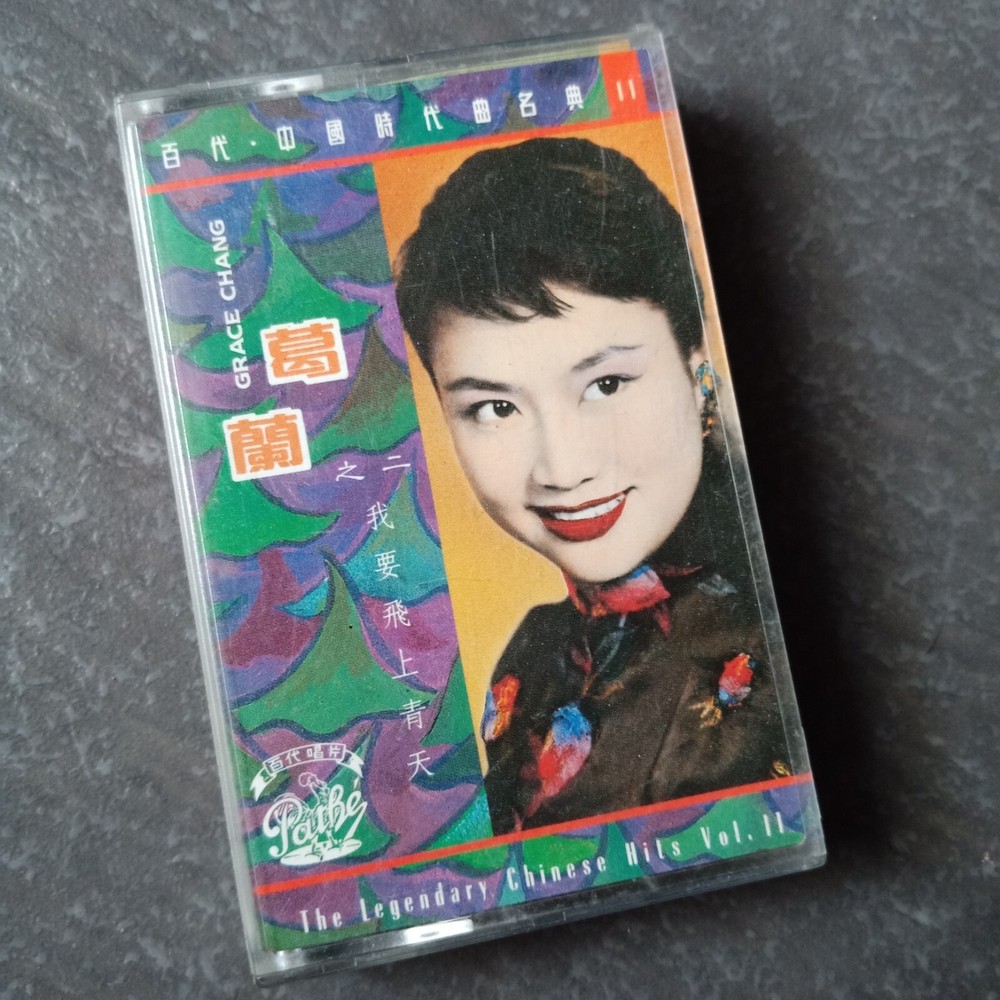 百代·中國時代曲名典 11
GRACE CHANG
葛蘭
之二
我要飛上青天
百代唱片
Pathé
The Legendary Chinese Hits Vol. 11